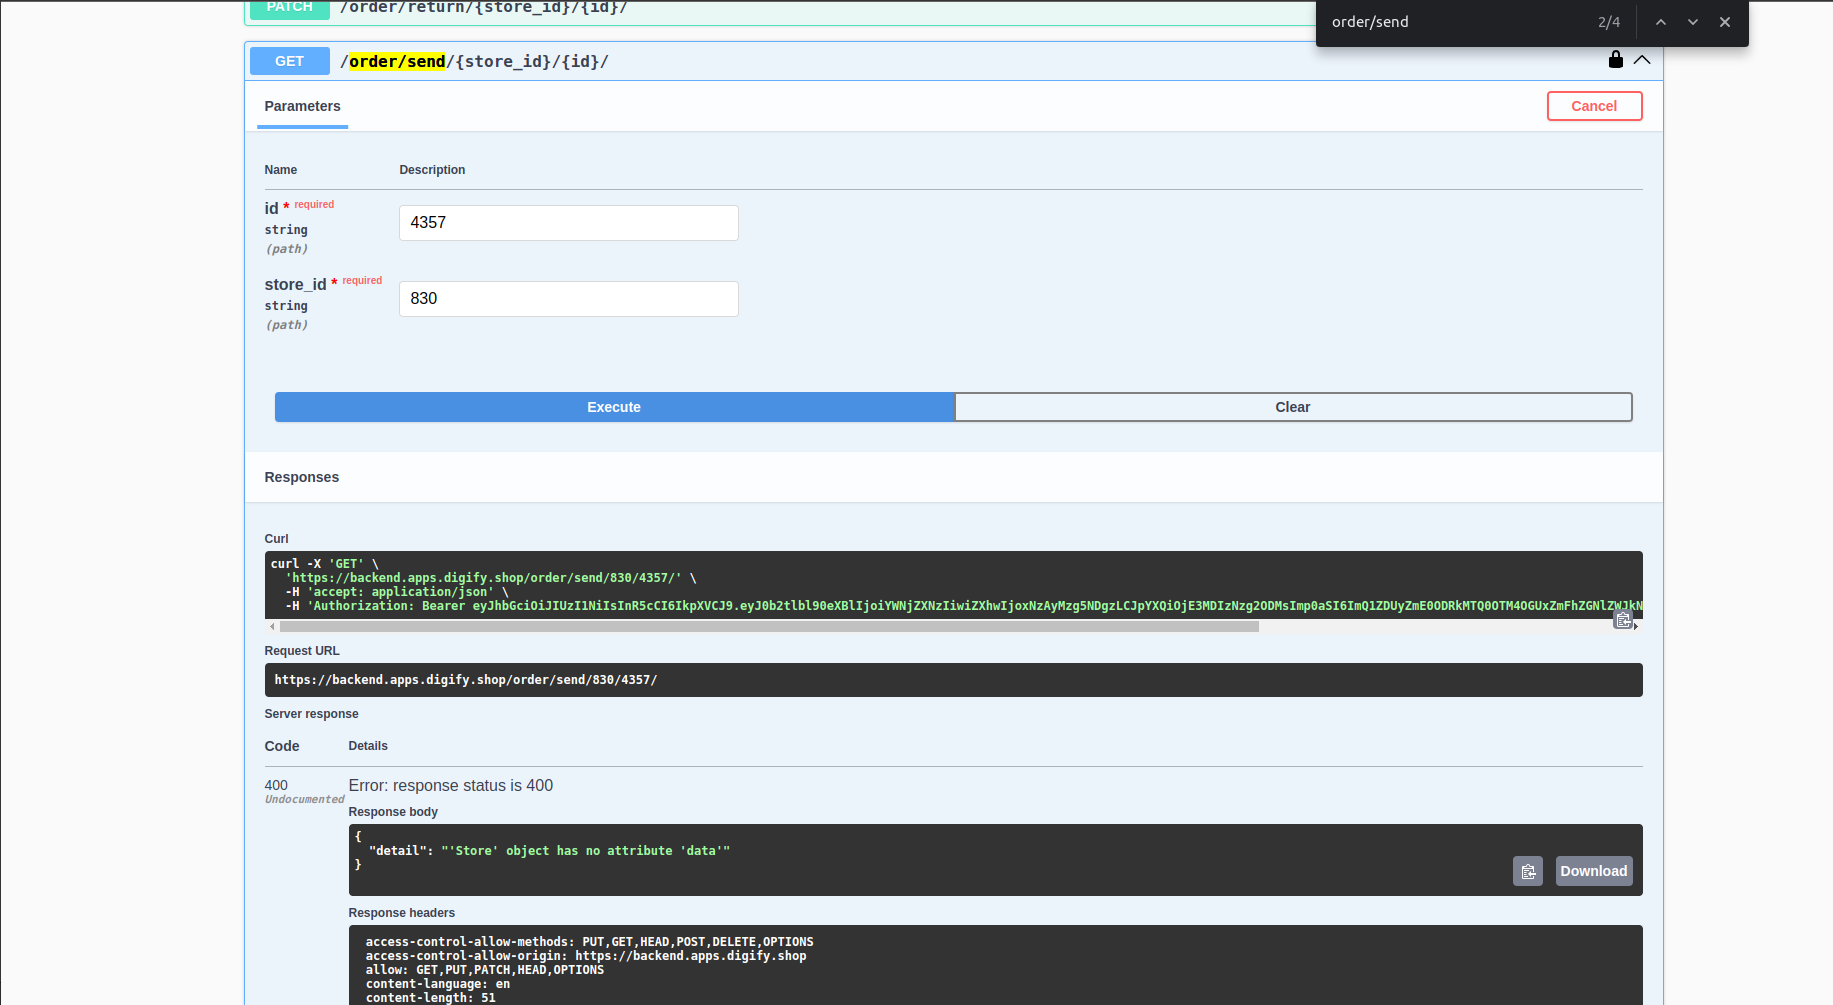 PATCH /order/return/{store_id}/{id}/
order/send 2/4
GET /order/send/{store_id}/{id}/
Parameters
Cancel
Name Description
id * required
string
(path)
4357
store_id * required
string
(path)
830
Execute
Clear
Responses
Curl
curl -X 'GET' \
'https://backend.apps.digify.shop/order/send/830/4357/' \
-H 'accept: application/json' \
-H 'Authorization: Bearer
Request URL
https://backend.apps.digify.shop/order/send/830/4357/
Server response
Code Details
400
Undocumented
Error: response status is 400
Response body
{
"detail": "'Store' object has no attribute 'data'"
}
Download
Response headers
access-control-allow-methods: PUT,GET,HEAD,POST,DELETE,OPTIONS
access-control-allow-origin: https://backend.apps.digify.shop
allow: GET,PUT,PATCH,HEAD,OPTIONS
content-language: en
content-length: 51